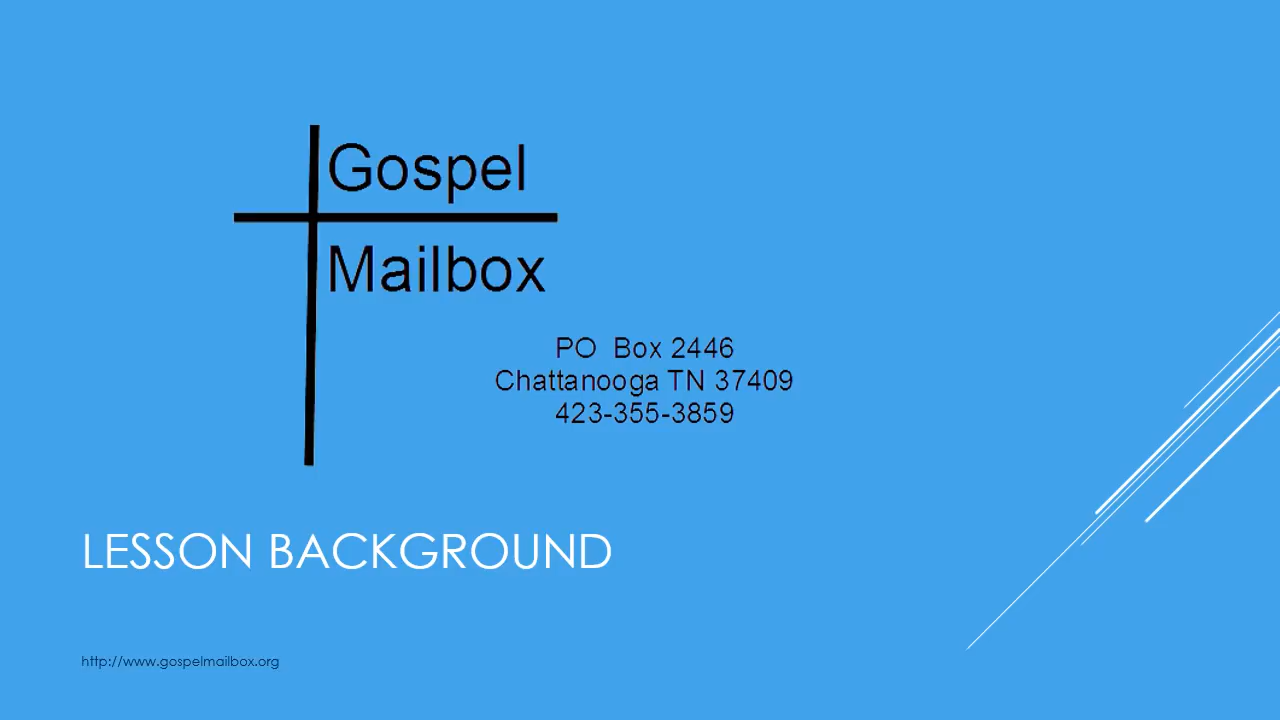 Gospel
Mailbox
PO Box 2446
Chattanooga TN 37409
423-355-3859
LESSON BACKGROUND
http://www.gospelmailbox.org